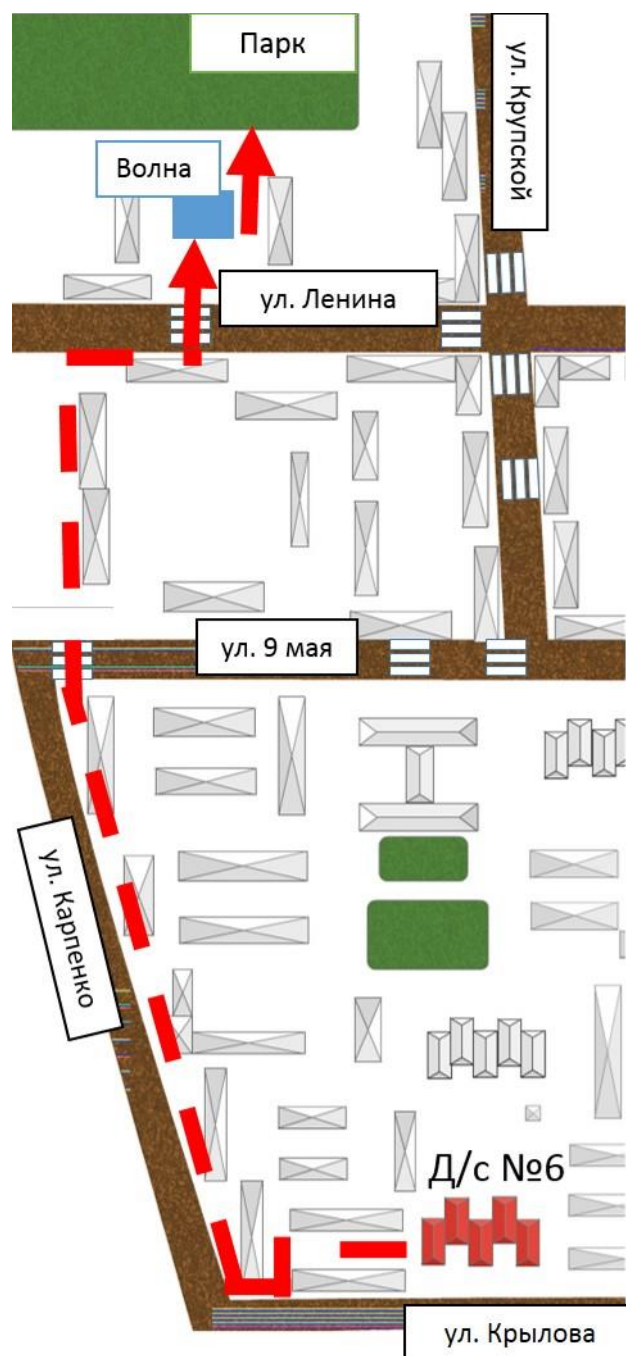 Парк
ул. Крупской
Волна
ул. Ленина
ул. 9 мая
ул. Карпенко
Д/с №6
ул. Крылова